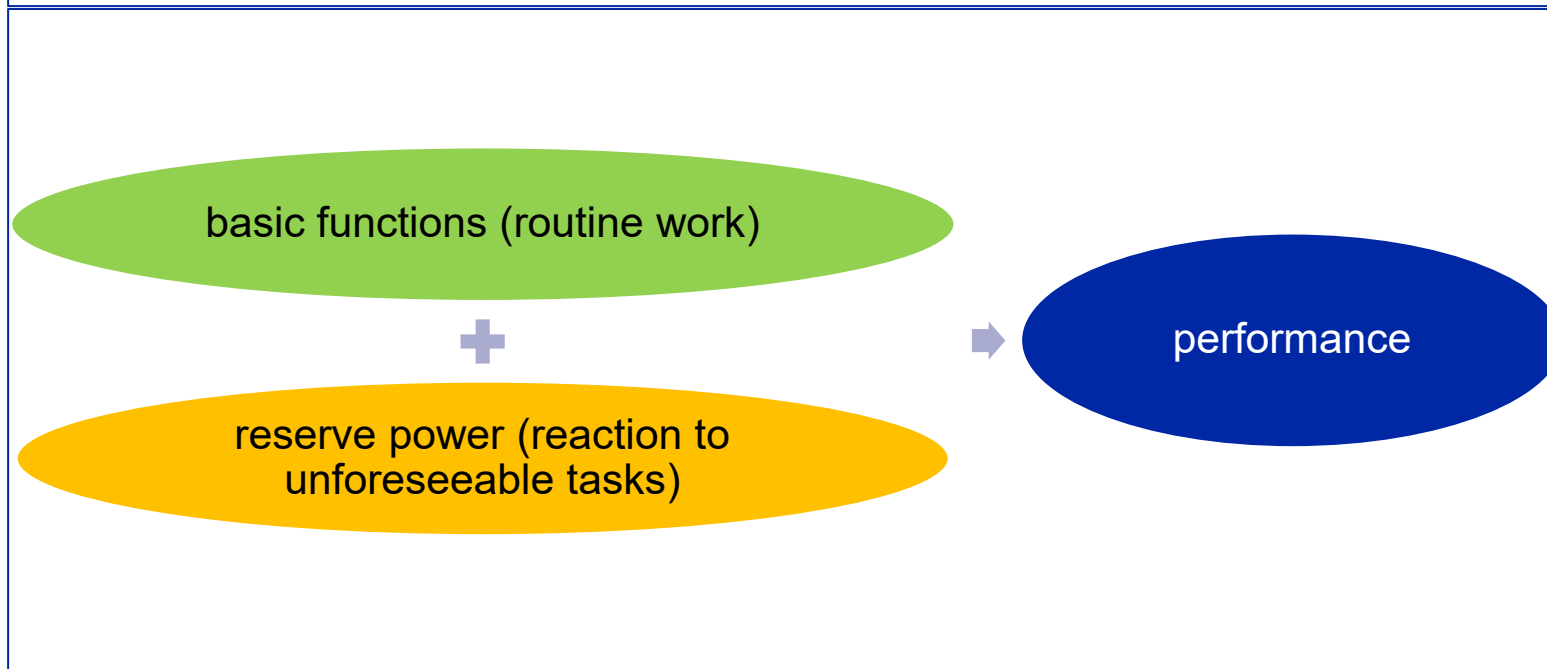 basic functions (routine work)
reserve power (reaction to
unforeseeable tasks)
performance